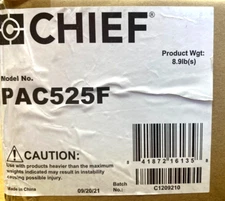 CHIEF®
Product Wgt:
8.9lb(s)
Model No.
PAC525F
8 41872 16135 8
CAUTION:
Use with products heavier than the maximum
weights indicated may result in instability
causing possible injury.
Made in China
09/20/21
Batch
No.:
C1209210